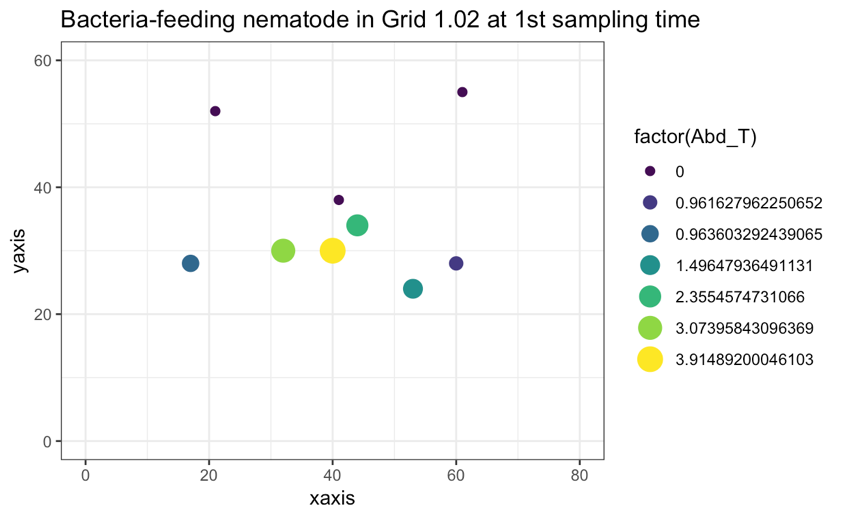 Bacteria-feeding nematode in Grid 1.02 at 1st sampling time
60
40
20
0
yaxis
0 20 40 60 80
xaxis
factor(Abd_T)
0
0.961627962250652
0.963603292439065
1.49647936491131
2.3554574731066
3.07395843096369
3.91489200046103